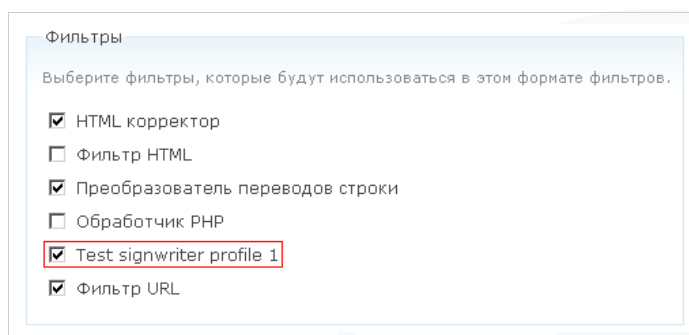 Фильтры
Выберите фильтры, которые будут использоваться в этом формате фильтров.
HTML корректор
Фильтр HTML
Преобразователь переводов строки
Обработчик PHP
Test signwriter profile 1
Фильтр URL